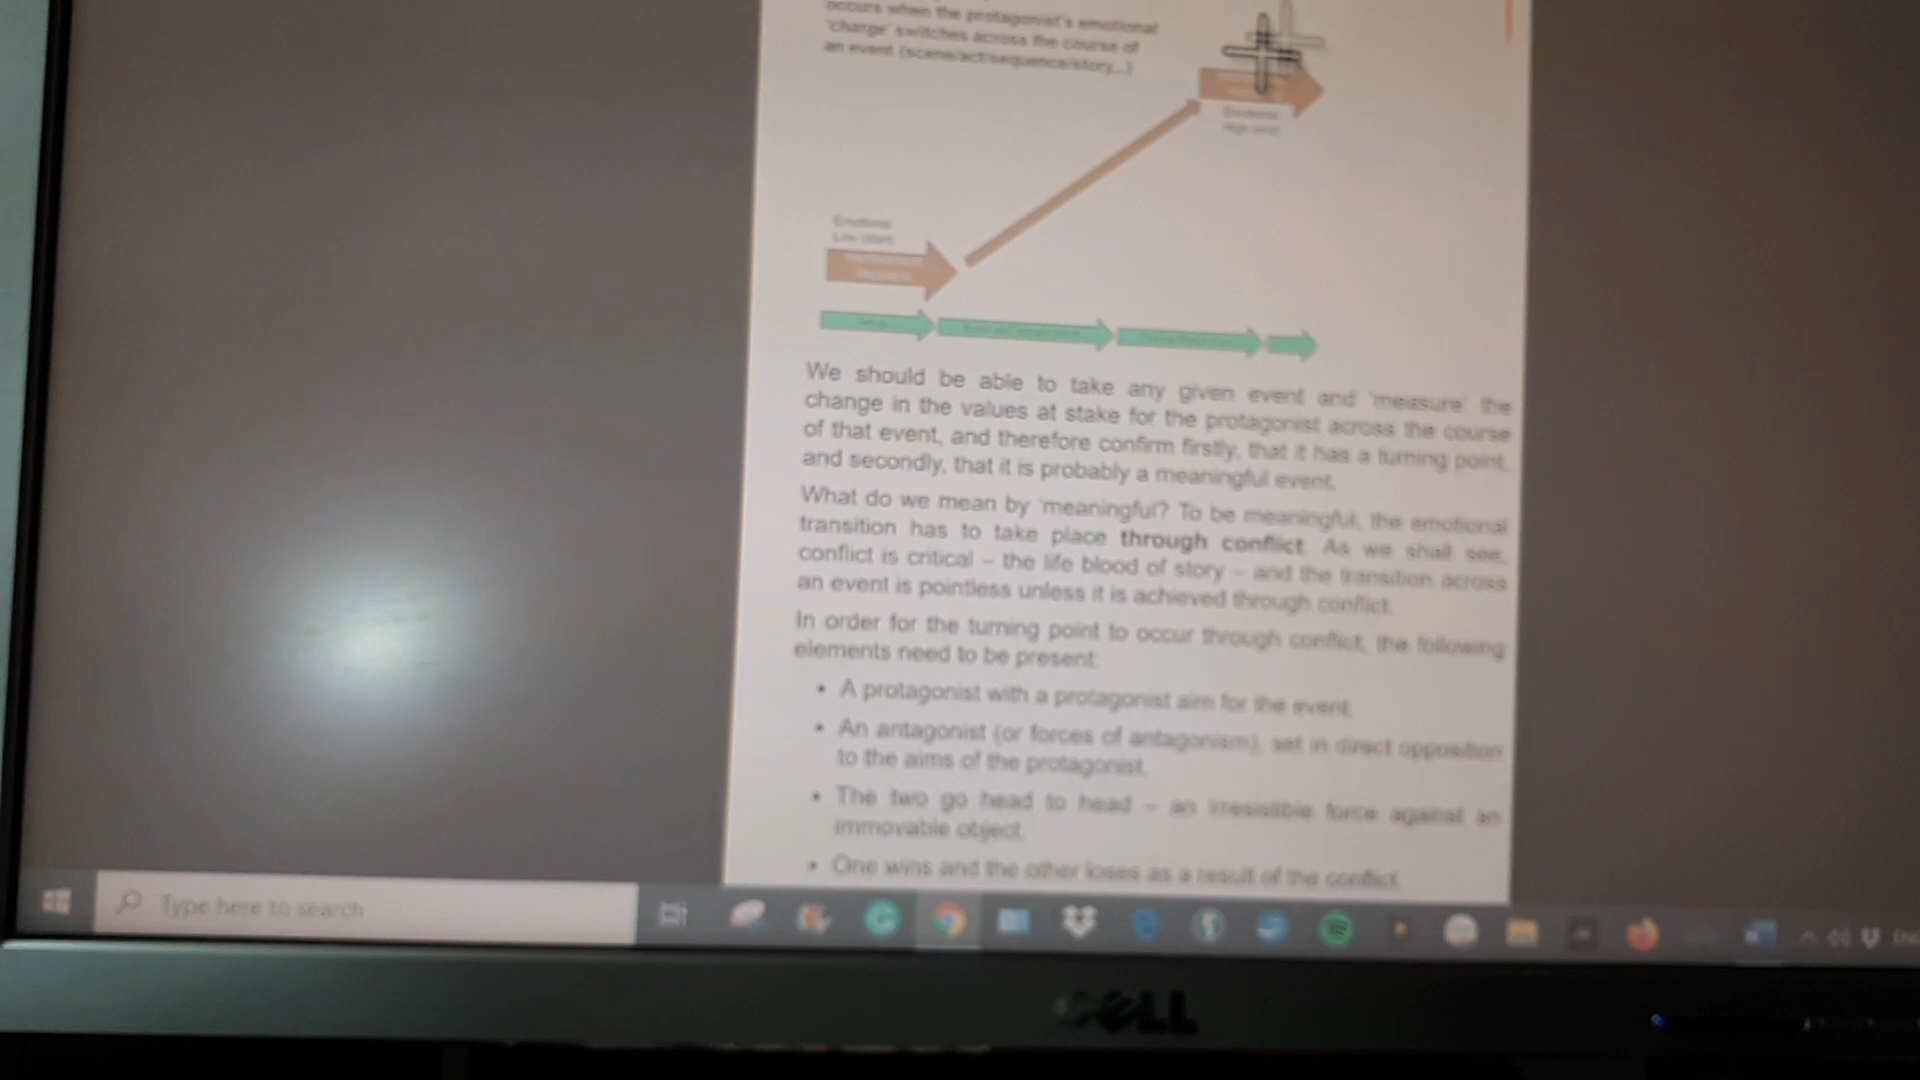 occurs when the protagonist's emotional
'charge' switches across the course of
an event (scene/act/sequence/story...)
Emotional
High (end)
Emotional
Low (start)
Setup
We should be able to take any given event and 'measure' the
change in the values at stake for the protagonist across the course
of that event, and therefore confirm firstly, that it has a turning point,
and secondly, that it is probably a meaningful event.
What do we mean by 'meaningful? To be meaningful, the emotional
transition has to take place through conflict. As we shall see,
conflict is critical – the life blood of story – and the transition across
an event is pointless unless it is achieved through conflict.
In order for the turning point to occur through conflict, the following
elements need to be present:
• A protagonist with a protagonist aim for the event.
• An antagonist (or forces of antagonism), set in direct opposition
to the aims of the protagonist.
• The two go head to head – an irresistible force against an
immovable object.
• One wins and the other loses as a result of the conflict.
Type here to search
ENG
DELL